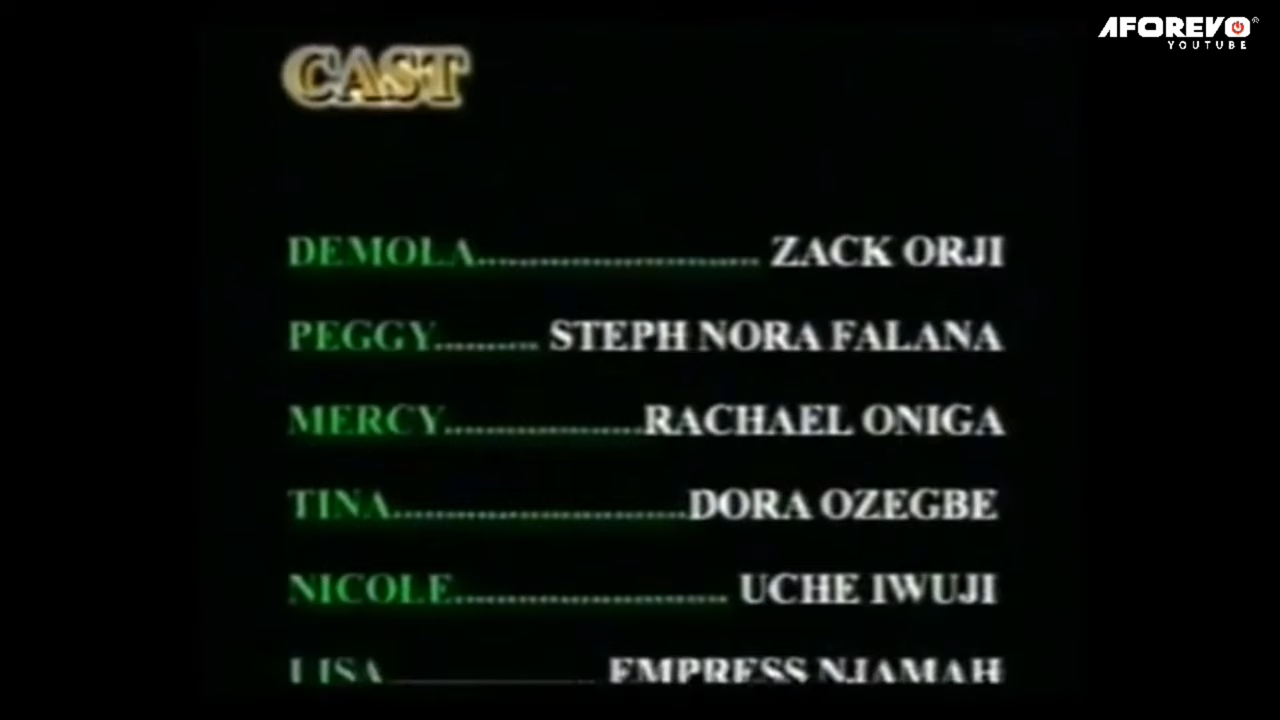 AFOREVO
YOUTUBE
CAST
DEMOLA........................... ZACK ORJI
PEGGY.......... STEPH NORA FALANA
MERCY...................RACHAEL ONIGA
TINA............................DORA OZEGBE
NICOLE.......................... UCHE IWUJI
LISA.................... EMPRESS NJAMAH